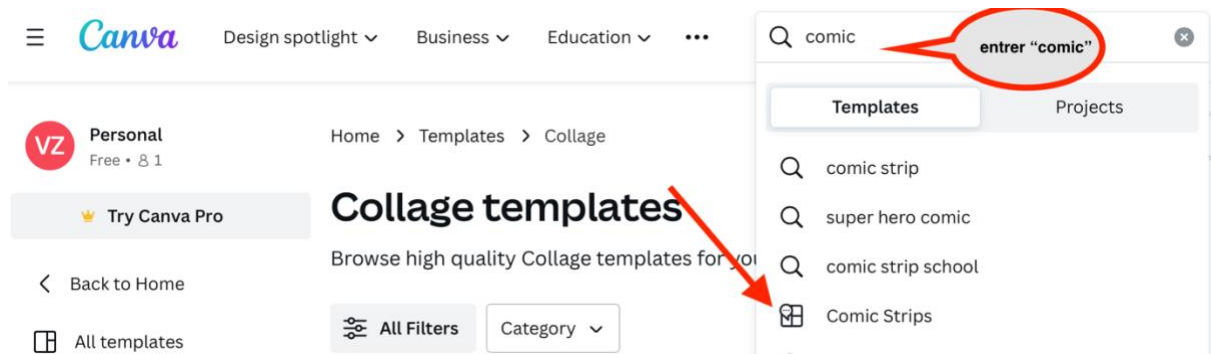 Canva
Design spotlight
Business
Education
•••
comic
entrer “comic”
Templates
Projects
VZ
Personal
Free • 1
Try Canva Pro
Back to Home
All templates
Home > Templates > Collage
Collage templates
Browse high quality Collage templates for you
All Filters
Category
comic strip
super hero comic
comic strip school
Comic Strips